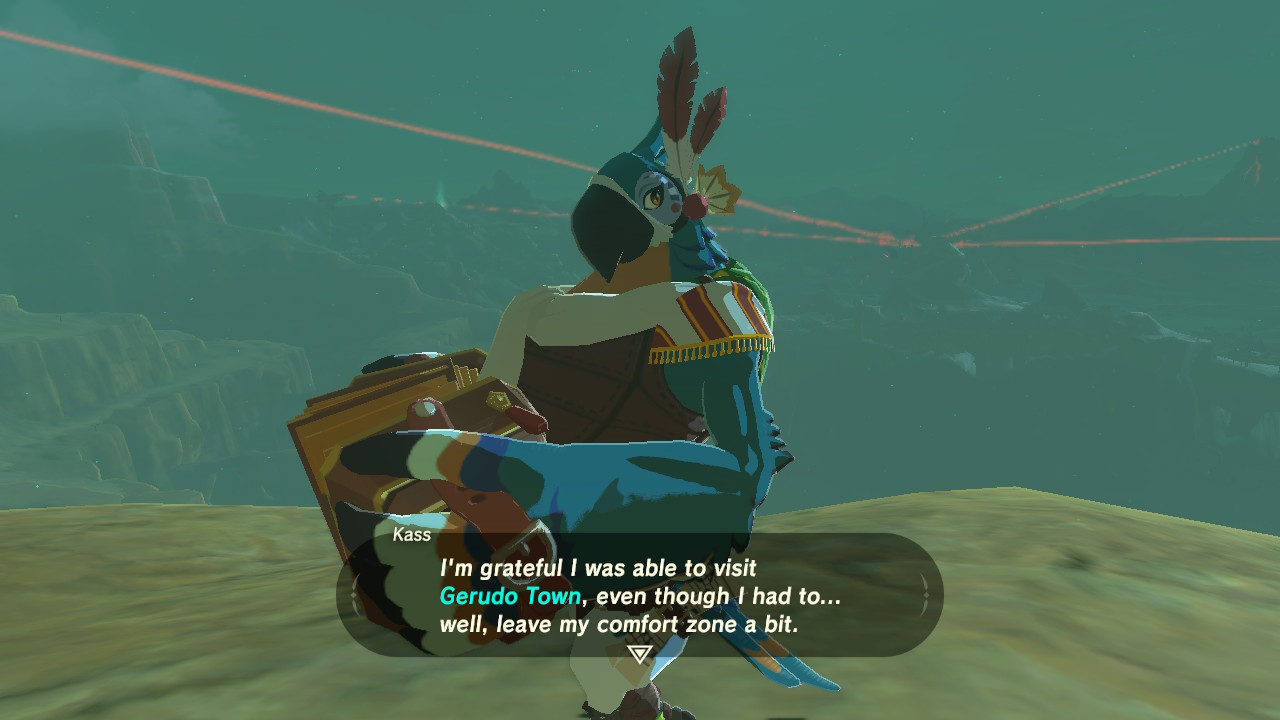 Kass
I'm grateful I was able to visit
Gerudo Town, even though I had to...
well, leave my comfort zone a bit.